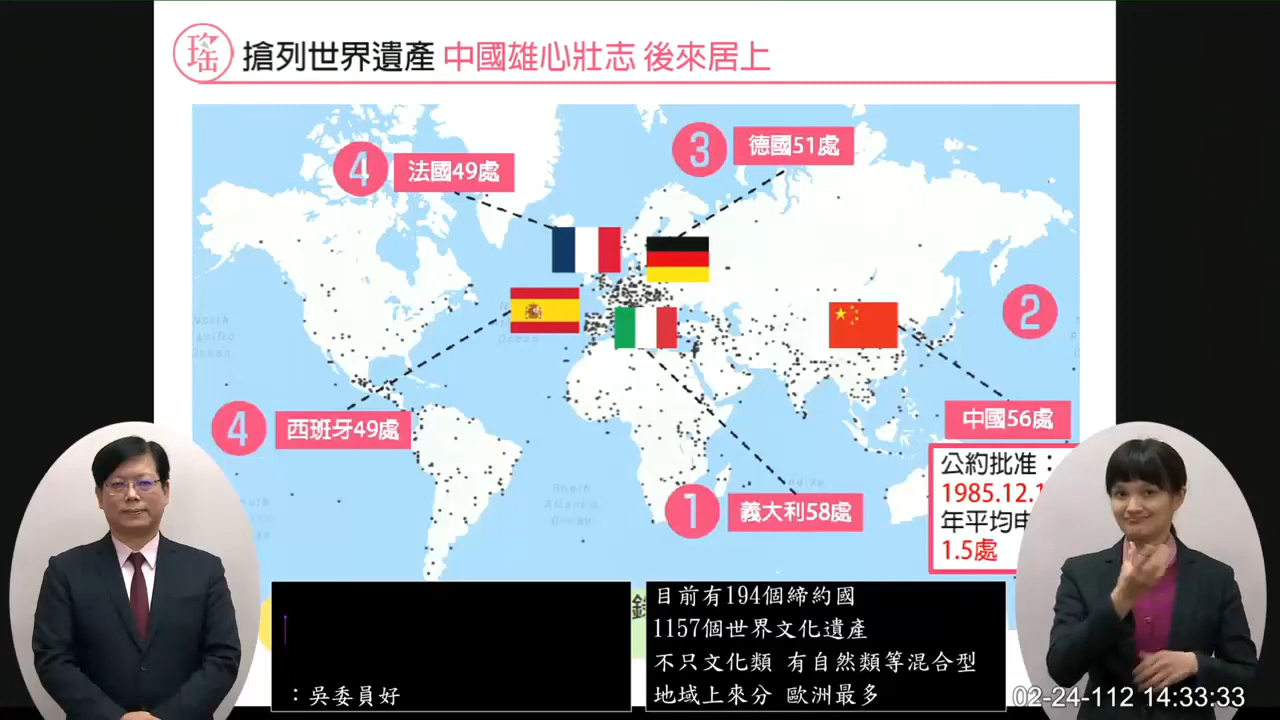 瑤
搶列世界遺產 中國雄心壯志 後來居上
3
德國51處
4
法國49處
2
中國56處
4
西班牙49處
1
義大利58處
公約批准：
1985.12.1
年平均申
1.5處
North
Ocean
South
Atlantic
Ocean
：吳委員好
目前有194個締約國
1157個世界文化遺產
不只文化類 有自然類等混合型
地域上來分 歐洲最多
02-24-112 14:33:33